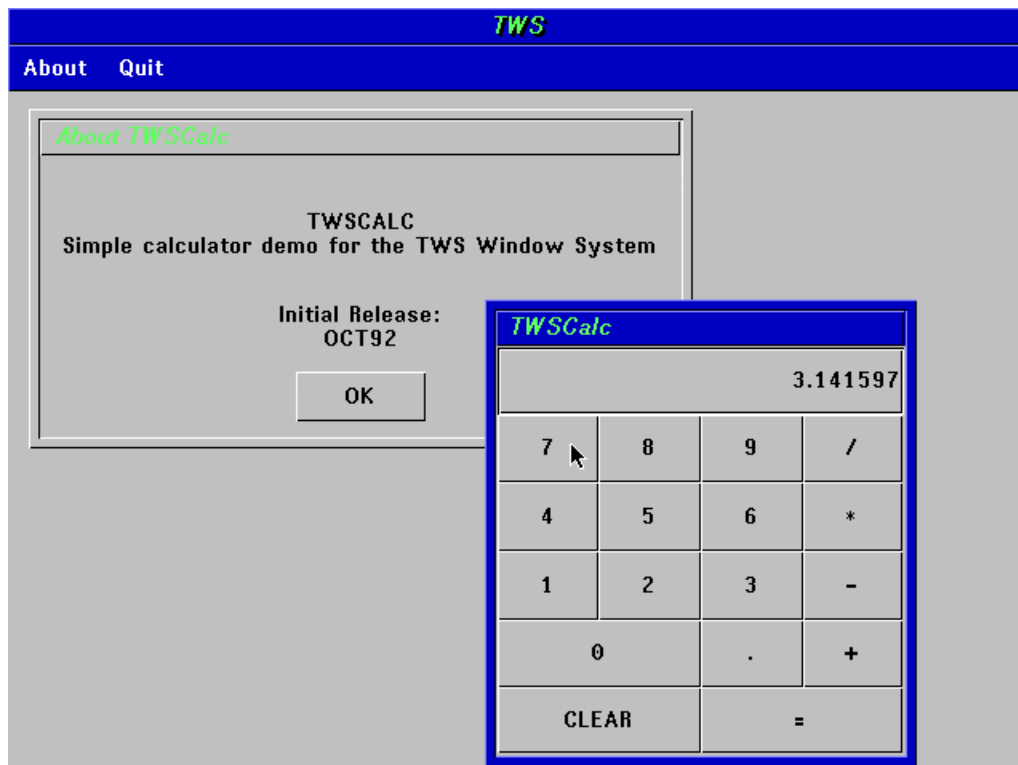 TWS
About Quit
About TWSCalc
TWSCALC
Simple calculator demo for the TWS Window System
Initial Release:
OCT92
OK
TWSCalc
3.141597
7 8 9 /
4 5 6 *
1 2 3 -
0 . +
CLEAR =